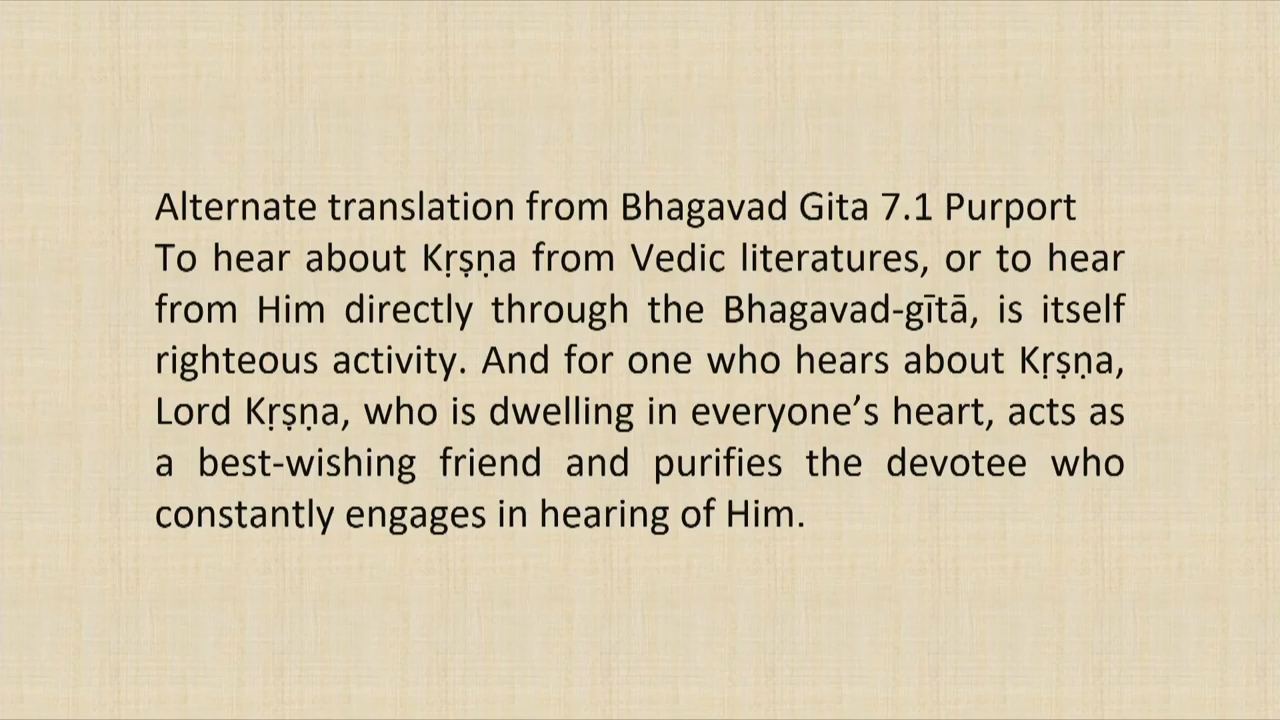 Alternate translation from Bhagavad Gita 7.1 Purport
To hear about Kṛṣṇa from Vedic literatures, or to hear
from Him directly through the Bhagavad-gītā, is itself
righteous activity. And for one who hears about Kṛṣṇa,
Lord Kṛṣṇa, who is dwelling in everyone’s heart, acts as
a best-wishing friend and purifies the devotee who
constantly engages in hearing of Him.